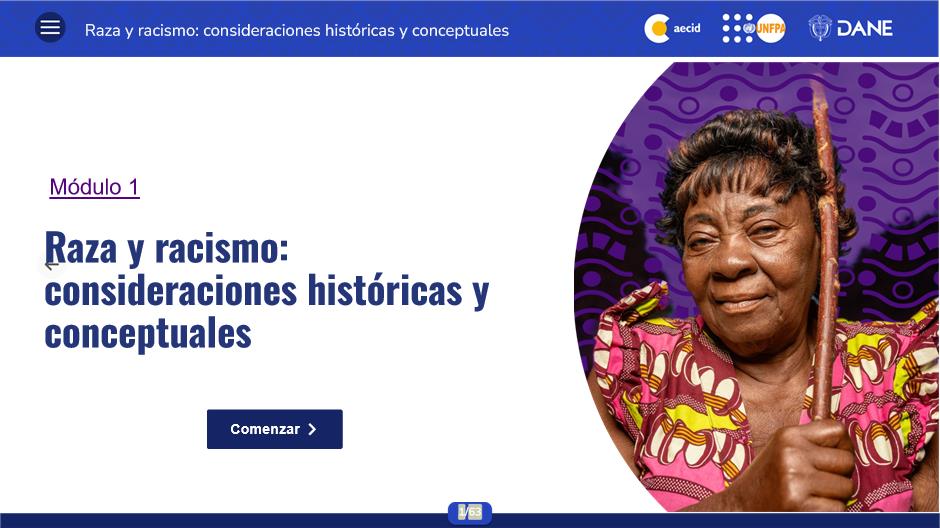 Raza y racismo: consideraciones históricas y conceptuales
aecid
UNFPA
DANE
Módulo 1
Raza y racismo:
consideraciones históricas y
conceptuales
Comenzar
1/63